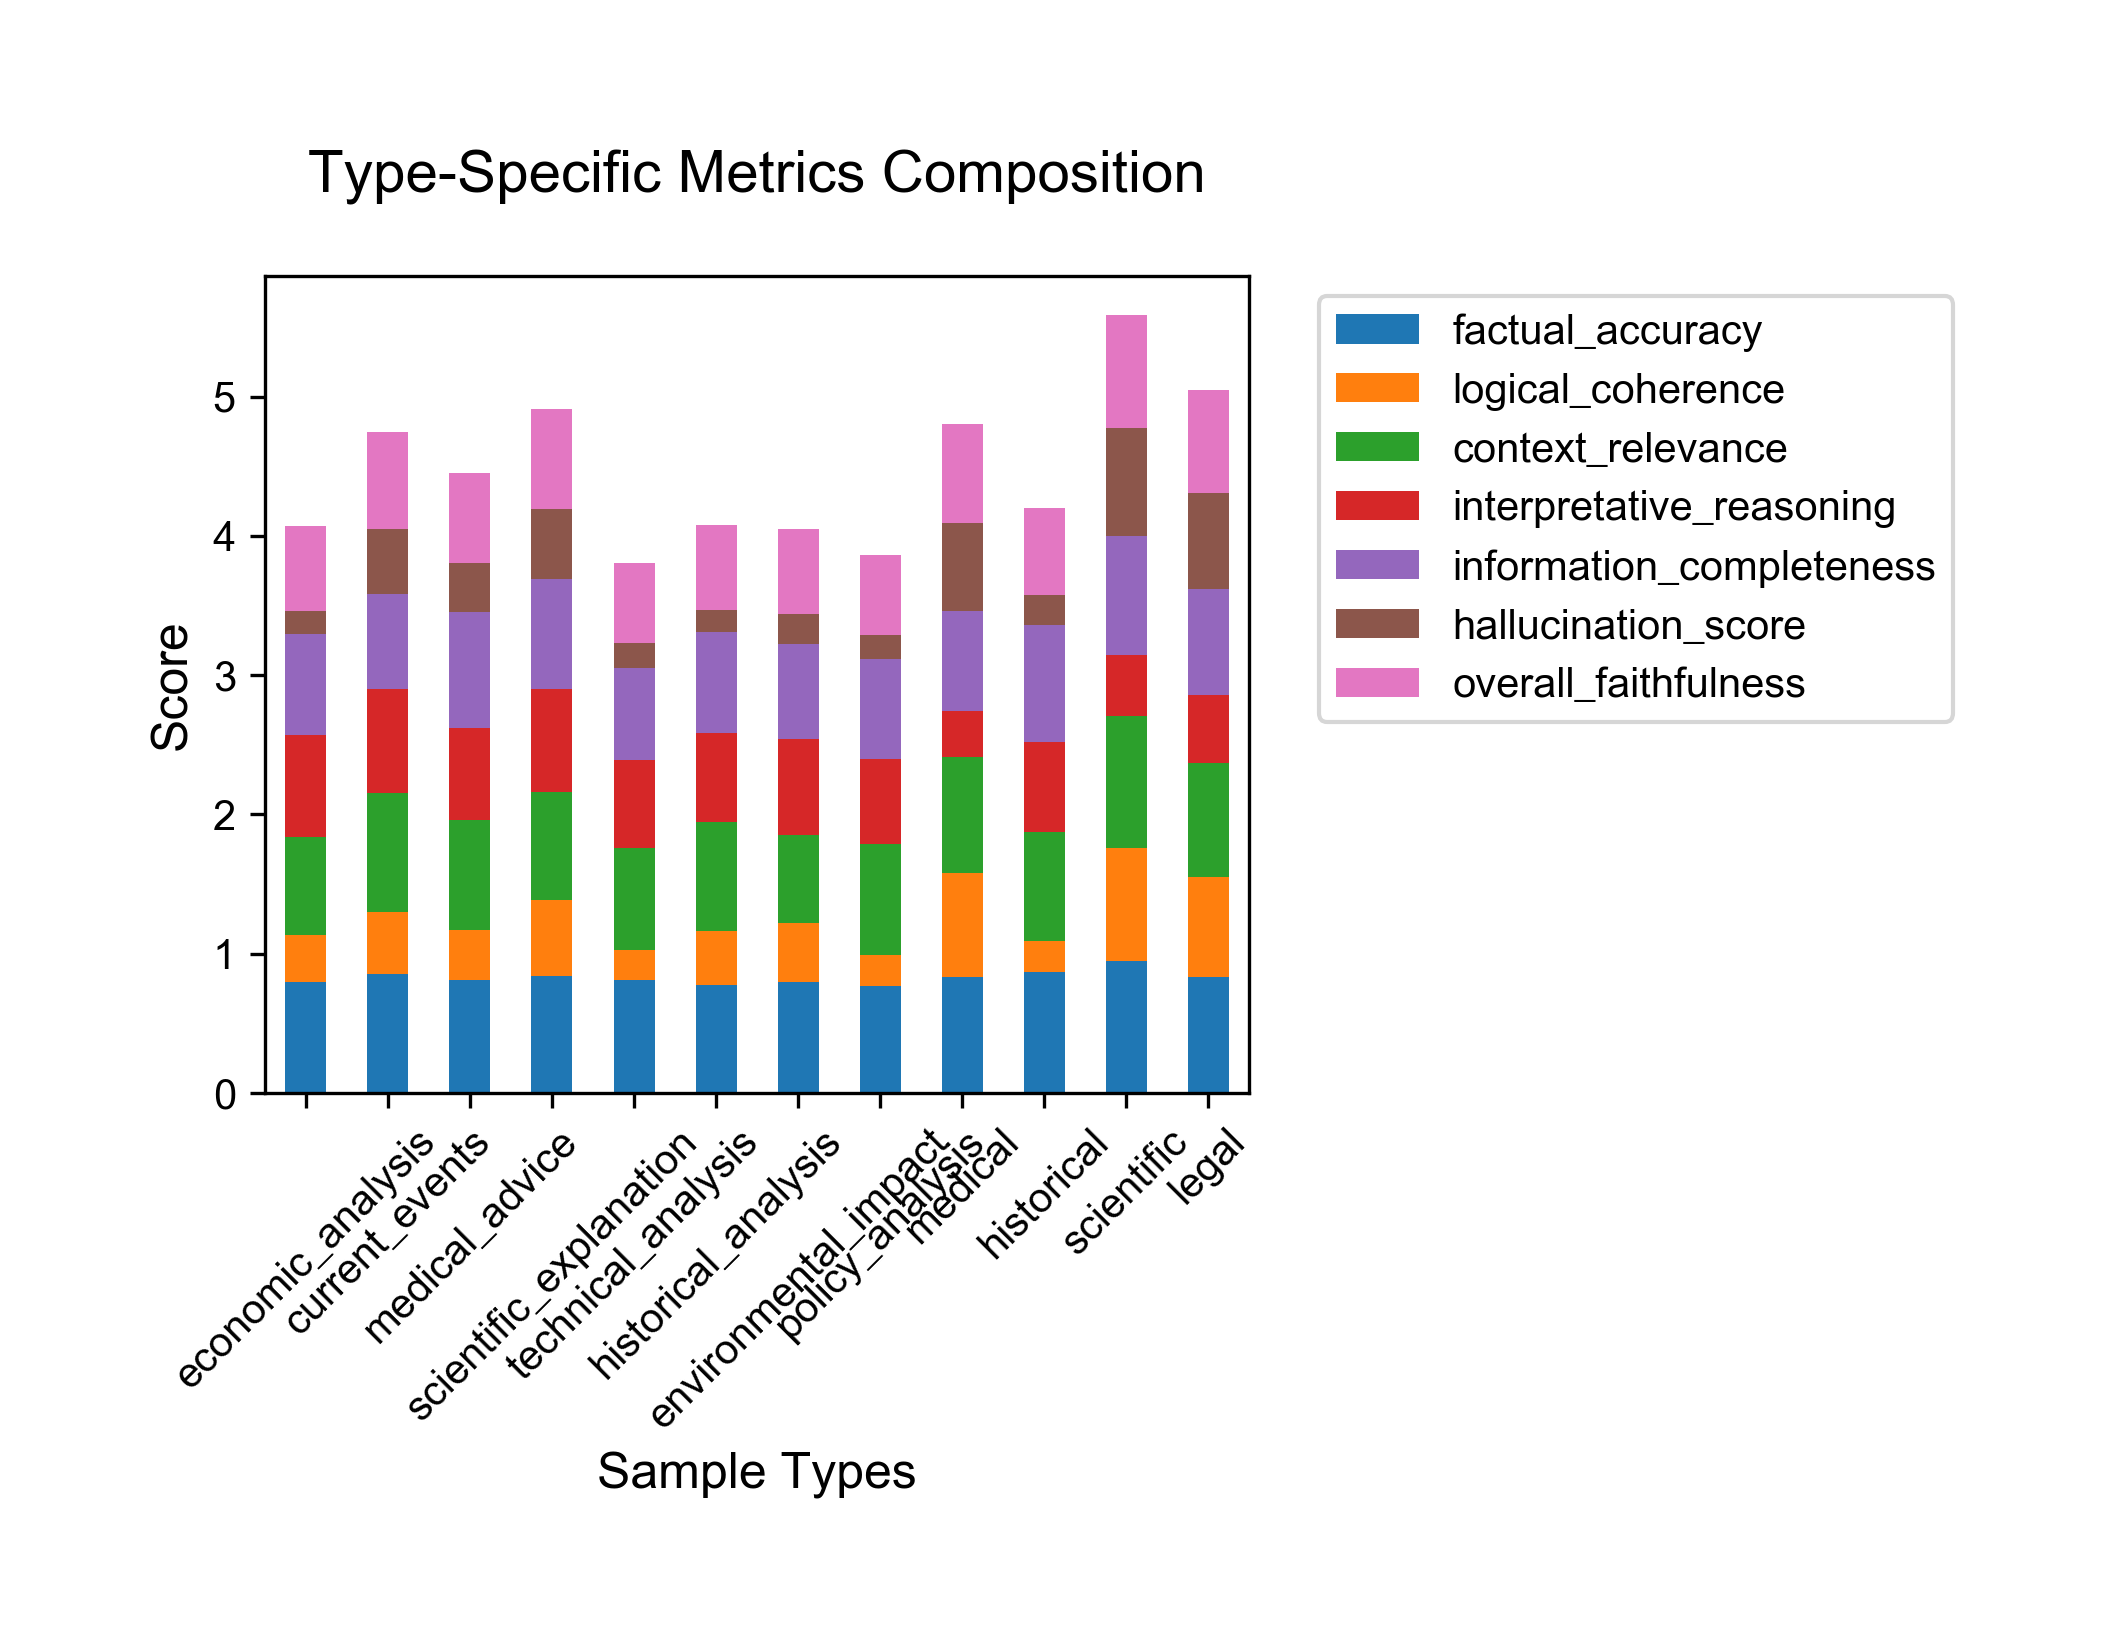 Type-Specific Metrics Composition
factual_accuracy
logical_coherence
context_relevance
interpretative_reasoning
information_completeness
hallucination_score
overall_faithfulness
Score
5
4
3
2
1
0
economic_analysis
current_events
medical_advice
scientific_explanation
technical_analysis
historical_analysis
environmental_impact
policy_analysis
medical
historical
scientific
legal
Sample Types